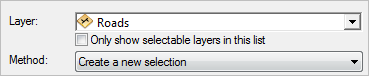 Layer: Roads
Only show selectable layers in this list
Method: Create a new selection